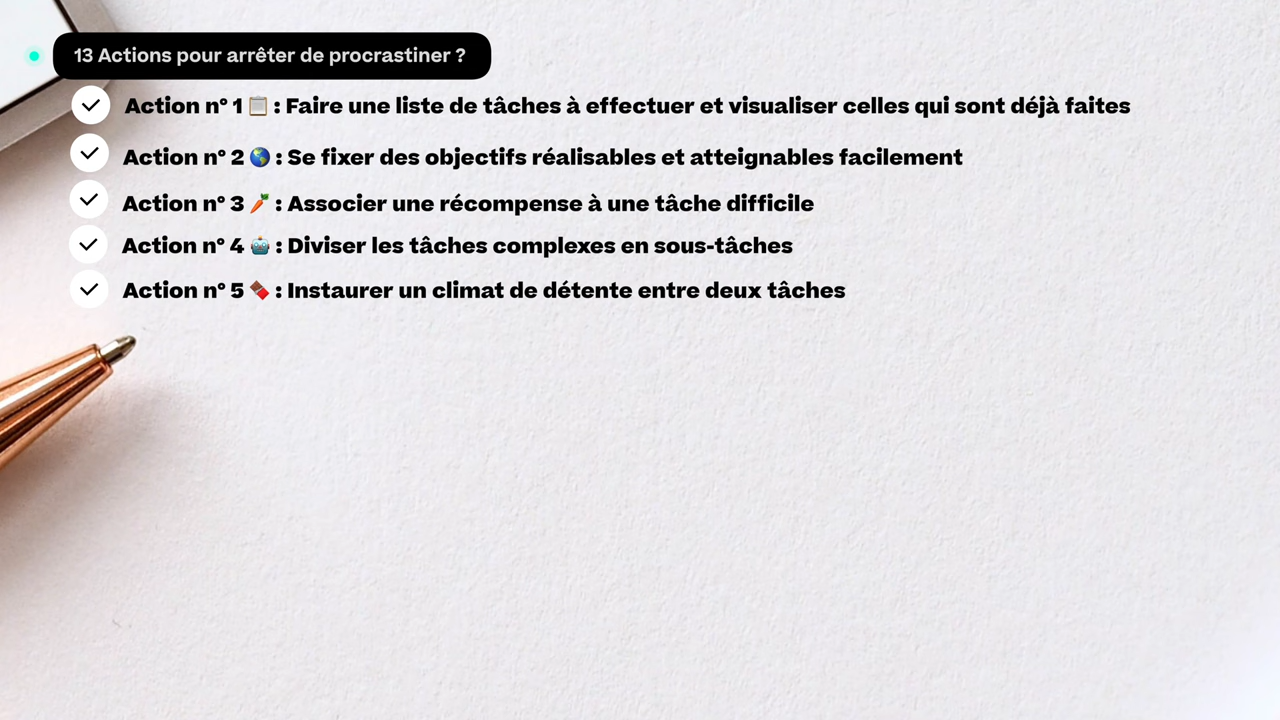 13 Actions pour arrêter de procrastiner ?
Action n° 1 📋 : Faire une liste de tâches à effectuer et visualiser celles qui sont déjà faites
Action n° 2 🌎 : Se fixer des objectifs réalisables et atteignables facilement
Action n° 3 🥕 : Associer une récompense à une tâche difficile
Action n° 4 🤖 : Diviser les tâches complexes en sous-tâches
Action n° 5 🍫 : Instaurer un climat de détente entre deux tâches